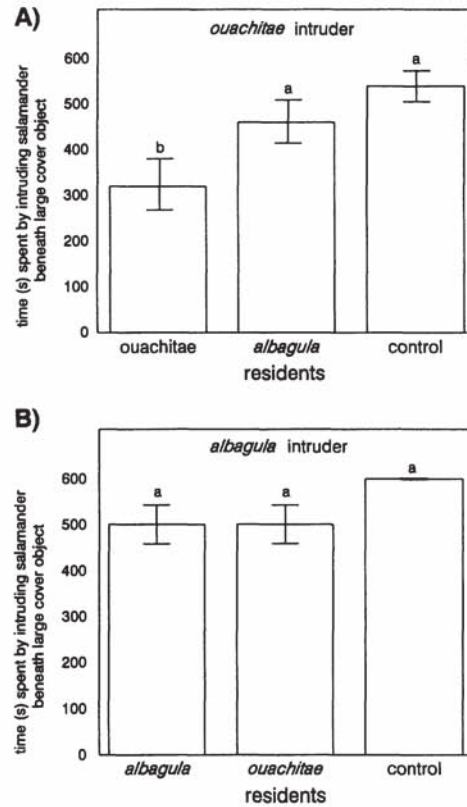 A)
ouachitae intruder
time (s) spent by intruding salamander
beneath large cover object
600
500
400
300
200
100
0
b
a
a
ouachitae
albagula
control
residents
B)
albagula intruder
time (s) spent by intruding salamander
beneath large cover object
600
500
400
300
200
100
0
a
a
a
albagula
ouachitae
control
residents